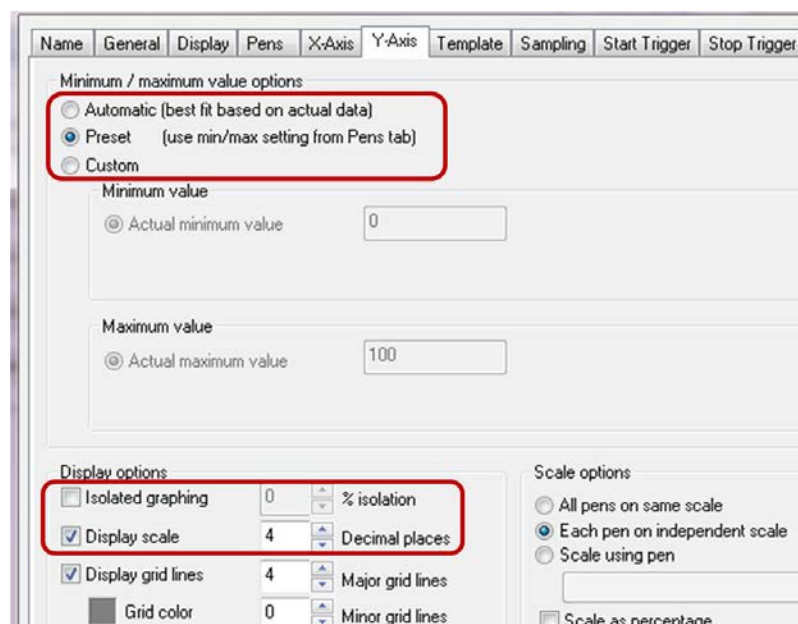 Name General Display Pens X-Axis Y-Axis Template Sampling Start Trigger Stop Trigger
Minimum / maximum value options
Automatic (best fit based on actual data)
Preset (use min/max setting from Pens tab)
Custom
Minimum value
Actual minimum value 0
Maximum value
Actual maximum value 100
Display options
Isolated graphing 0 % isolation
Display scale 4 Decimal places
Display grid lines 4 Major grid lines
Grid color 0 Minor grid lines
Scale options
All pens on same scale
Each pen on independent scale
Scale using pen
Scale as percentage